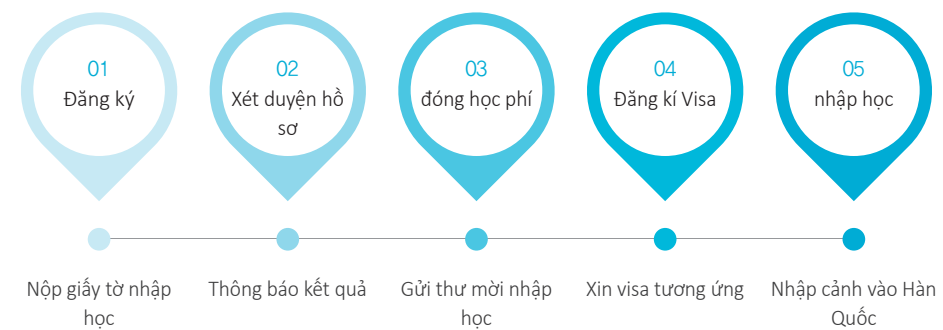 01
Đăng ký
02
Xét duyện hồ
sơ
03
đóng học phí
04
Đăng kí Visa
05
nhập học
Nộp giấy tờ nhập
học
Thông báo kết quả
Gửi thư mời nhập
học
Xin visa tương ứng
Nhập cảnh vào Hàn
Quốc